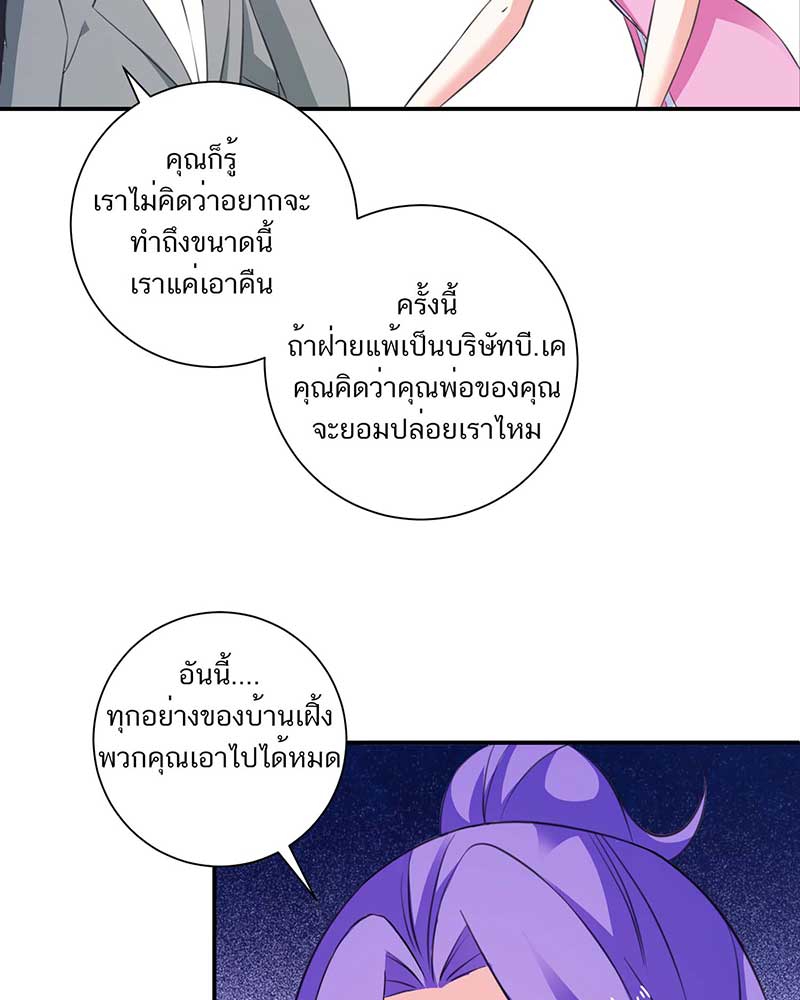 คุณก็รู้
เราไม่คิดว่าอยากจะ
ทำถึงขนาดนี้
เราแค่เอาคืน
ครั้งนี้
ถ้าฝ่ายแพ้เป็นบริษัทบี.เค
คุณคิดว่าคุณพ่อของคุณ
จะยอมปล่อยเราไหม
อันนี้....
ทุกอย่างของบ้านเฝิ้ง
พวกคุณเอาไปได้หมด